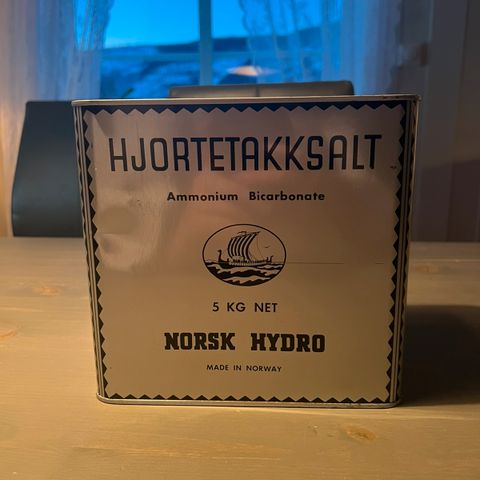 HJORTETAKKSALT
Ammonium Bicarbonate
5 KG NET
NORSK HYDRO
MADE IN NORWAY